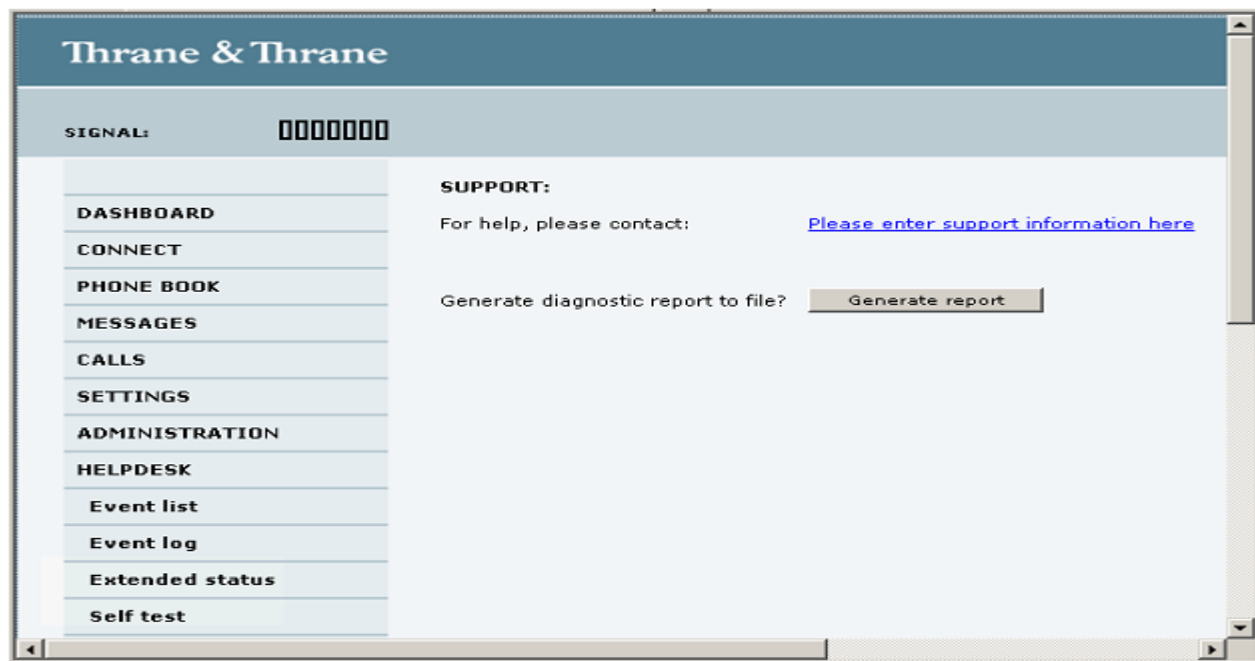 Thrane & Thrane
SIGNAL:
DASHBOARD
CONNECT
PHONE BOOK
MESSAGES
CALLS
SETTINGS
ADMINISTRATION
HELPDESK
Event list
Event log
Extended status
Self test
SUPPORT:
For help, please contact: Please enter support information here
Generate diagnostic report to file? Generate report